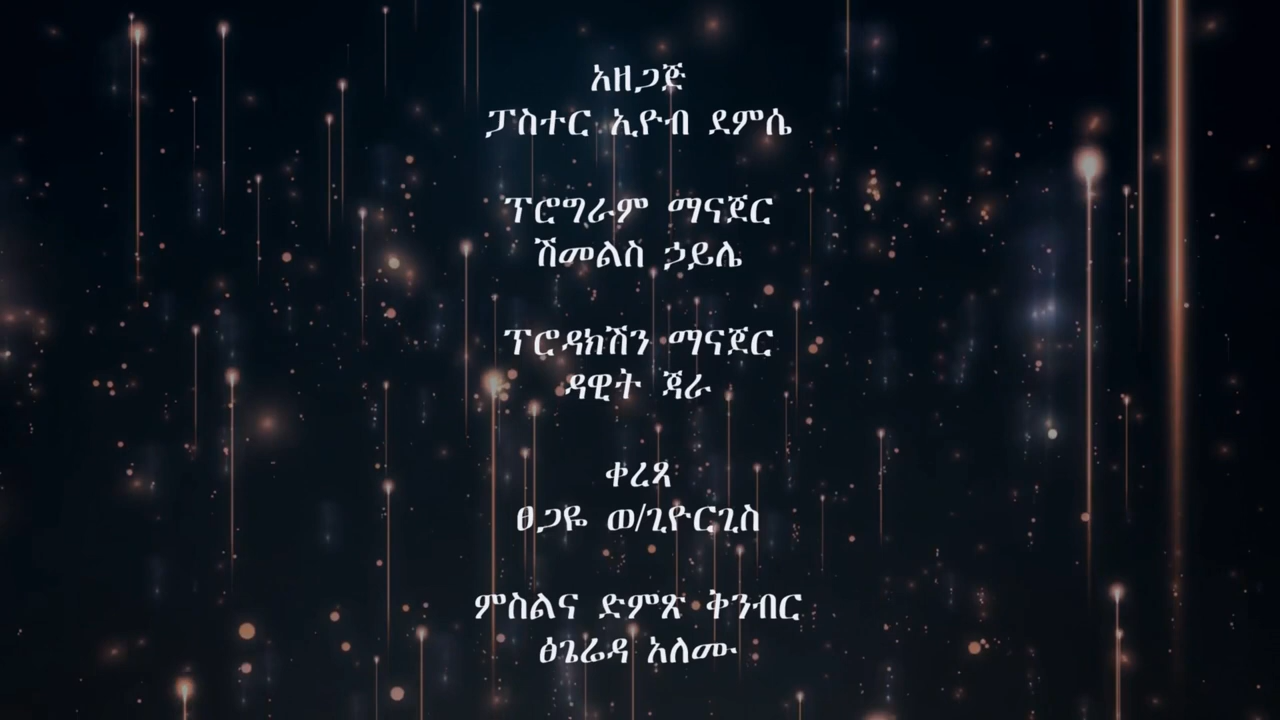 አዘጋጅ
ፓስተር ኢዮብ ደምሴ
ፕሮግራም ማናጀር
ሽመልስ ኃይሌ
ፕሮዳክሽን ማናጀር
ዳዊት ጃራ
ቀረጻ
ፀጋዬ ወ/ጊዮርጊስ
ምስልና ድምጽ ቅንብር
ፅጌሬዳ አለሙ